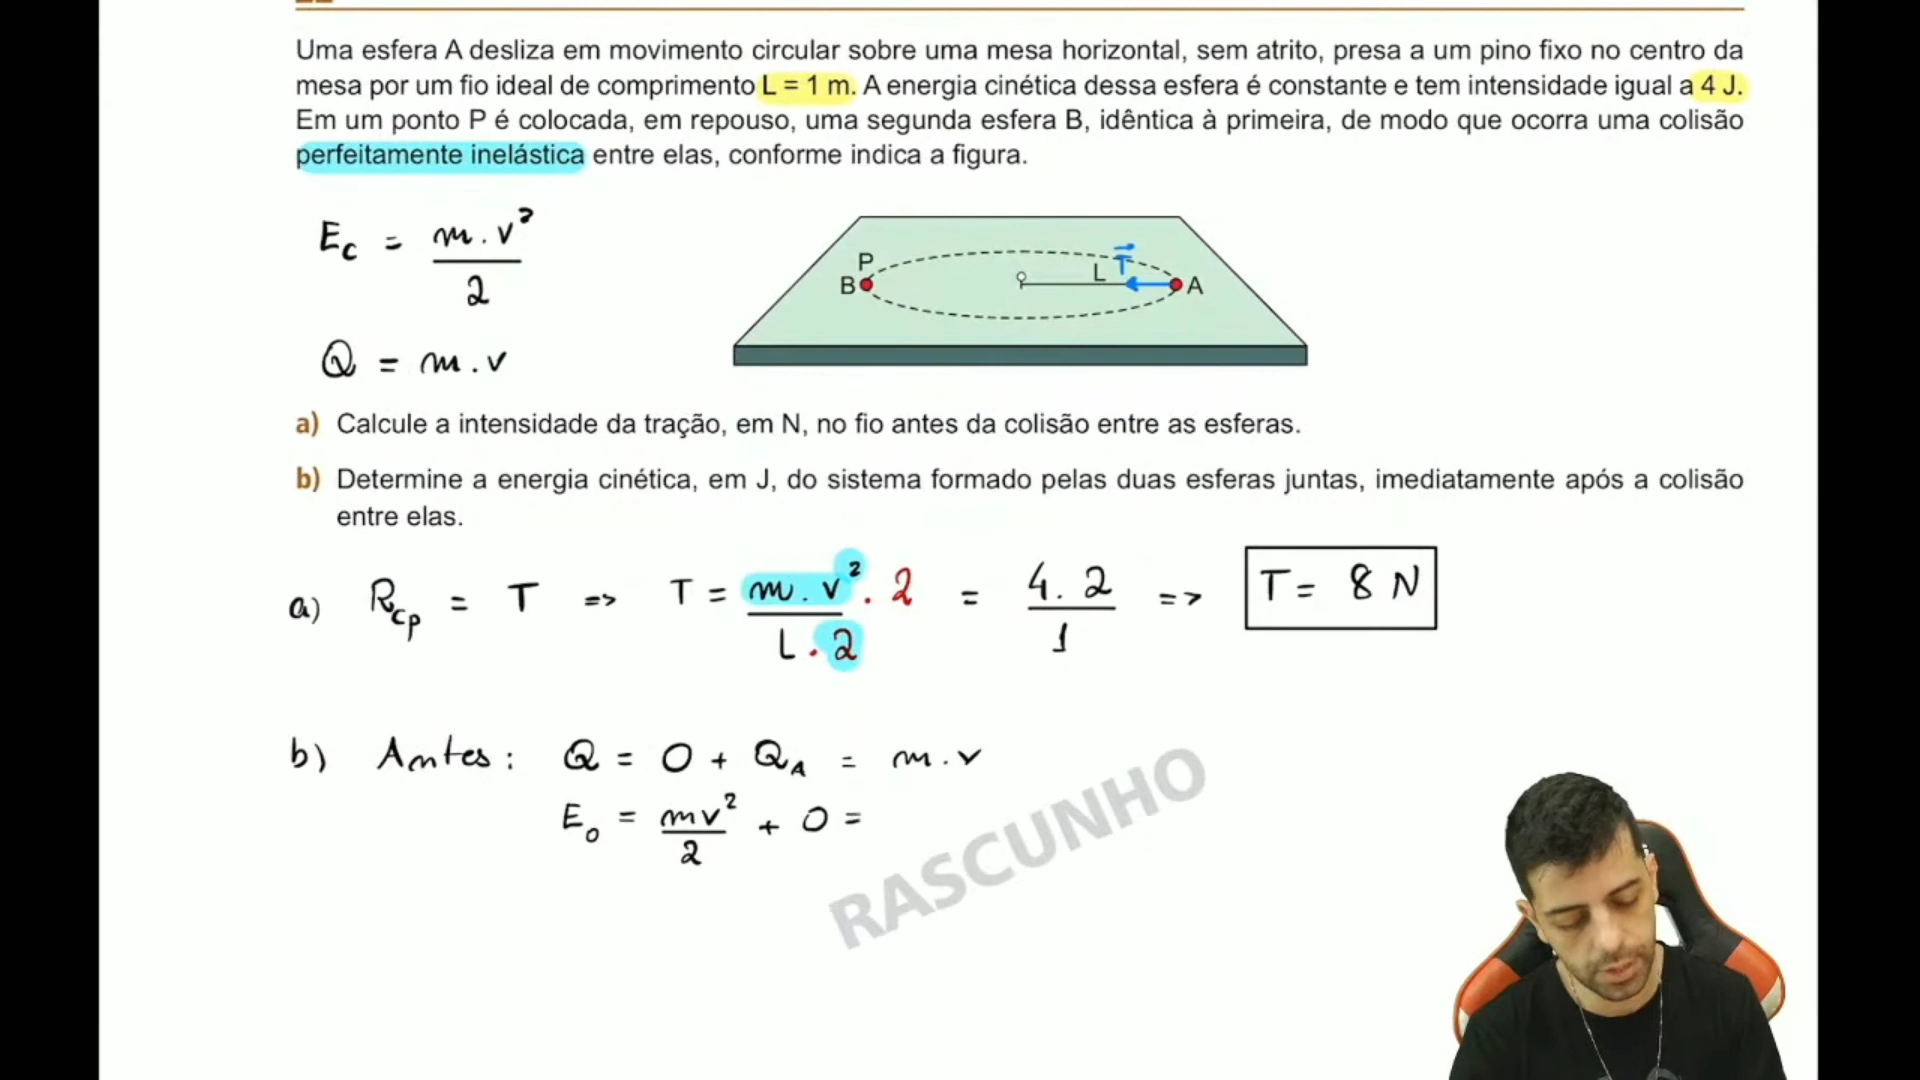 Uma esfera A desliza em movimento circular sobre uma mesa horizontal, sem atrito, presa a um pino fixo no centro da
mesa por um fio ideal de comprimento L = 1 m. A energia cinética dessa esfera é constante e tem intensidade igual a 4 J.
Em um ponto P é colocada, em repouso, uma segunda esfera B, idêntica à primeira, de modo que ocorra uma colisão
perfeitamente inelástica entre elas, conforme indica a figura.
Ec = m.v²/2
Q = m.v
P
B
L
T
A
a) Calcule a intensidade da tração, em N, no fio antes da colisão entre as esferas.
b) Determine a energia cinética, em J, do sistema formado pelas duas esferas juntas, imediatamente após a colisão
entre elas.
a) Rcp = T => T = m.v².2/L.2 = 4.2/1 => T = 8 N
b) Antes: Q = 0 + QA = m.v
E0 = mv²/2 + 0 =
RASCUNHO